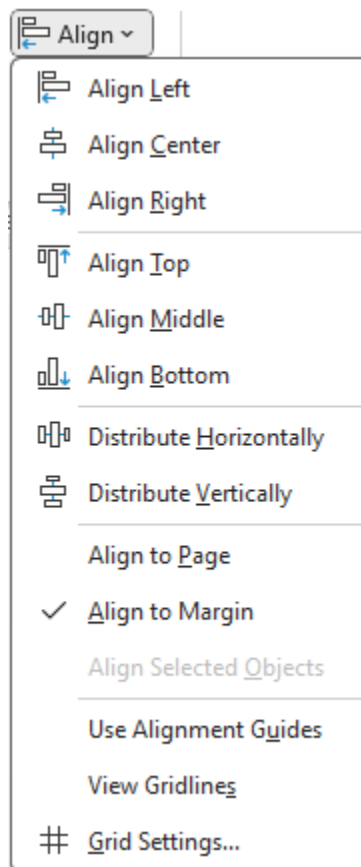 Align
Align Left
Align Center
Align Right
Align Top
Align Middle
Align Bottom
Distribute Horizontally
Distribute Vertically
Align to Page
Align to Margin
Align Selected Objects
Use Alignment Guides
View Gridlines
Grid Settings...